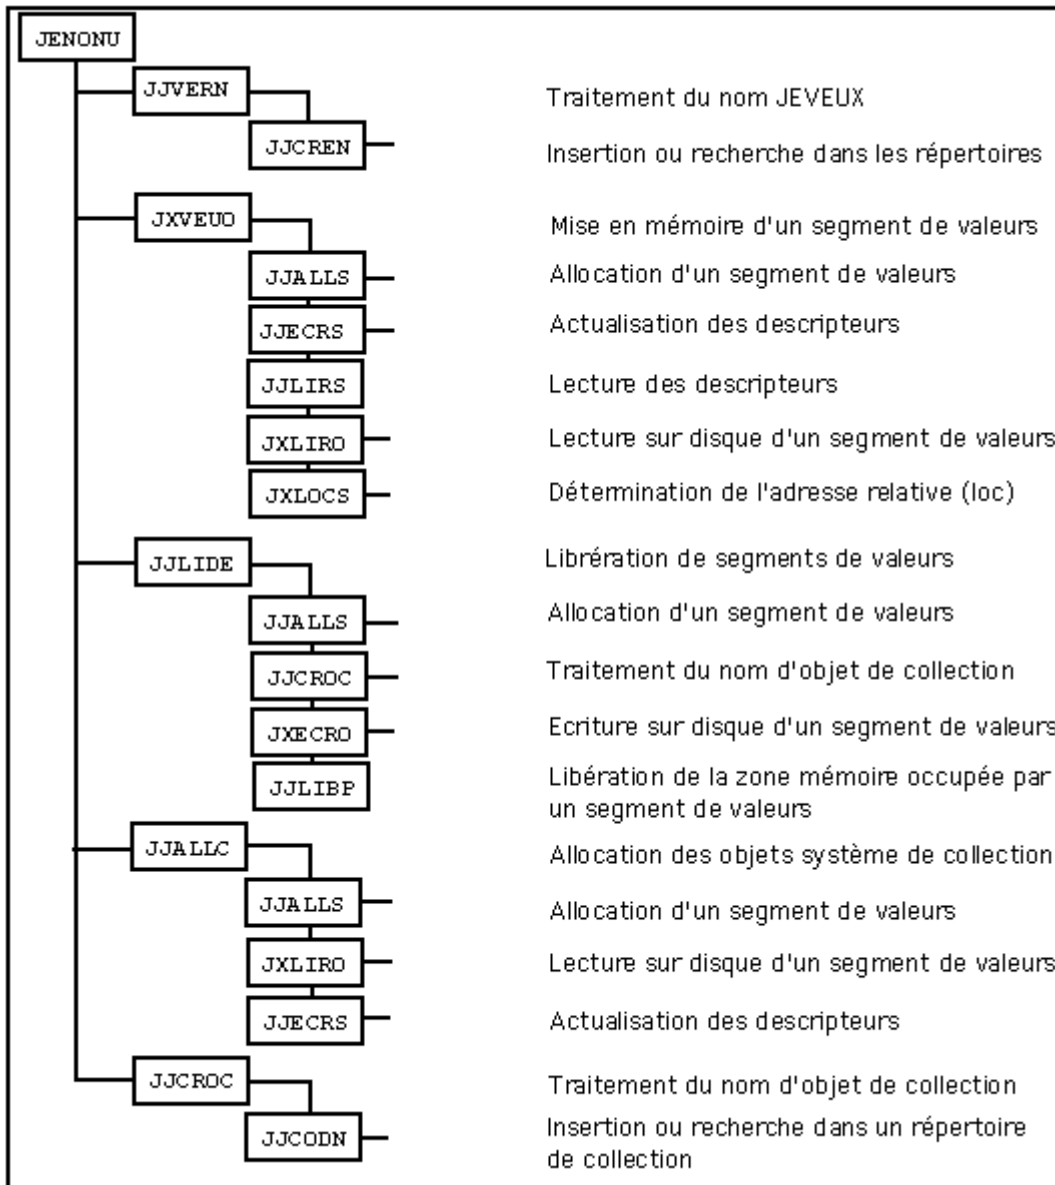 JENONU
JJVERN Traitement du nom JEVEUX
JJCREN Insertion ou recherche dans les répertoires
JXVEUO Mise en mémoire d'un segment de valeurs
JJALLS Allocation d'un segment de valeurs
JJECRS Actualisation des descripteurs
JJLIRS Lecture des descripteurs
JXLIRO Lecture sur disque d'un segment de valeurs
JXLOCS Détermination de l'adresse relative (loc)
JJLIDE Librération de segments de valeurs
JJALLS Allocation d'un segment de valeurs
JJCROC Traitement du nom d'objet de collection
JXECRO Ecriture sur disque d'un segment de valeurs
JJLIBP Libération de la zone mémoire occupée par
un segment de valeurs
JJALLC Allocation des objets système de collection
JJALLS Allocation d'un segment de valeurs
JXLIRO Lecture sur disque d'un segment de valeurs
JJECRS Actualisation des descripteurs
JJCROC Traitement du nom d'objet de collection
JJCODN Insertion ou recherche dans un répertoire
de collection